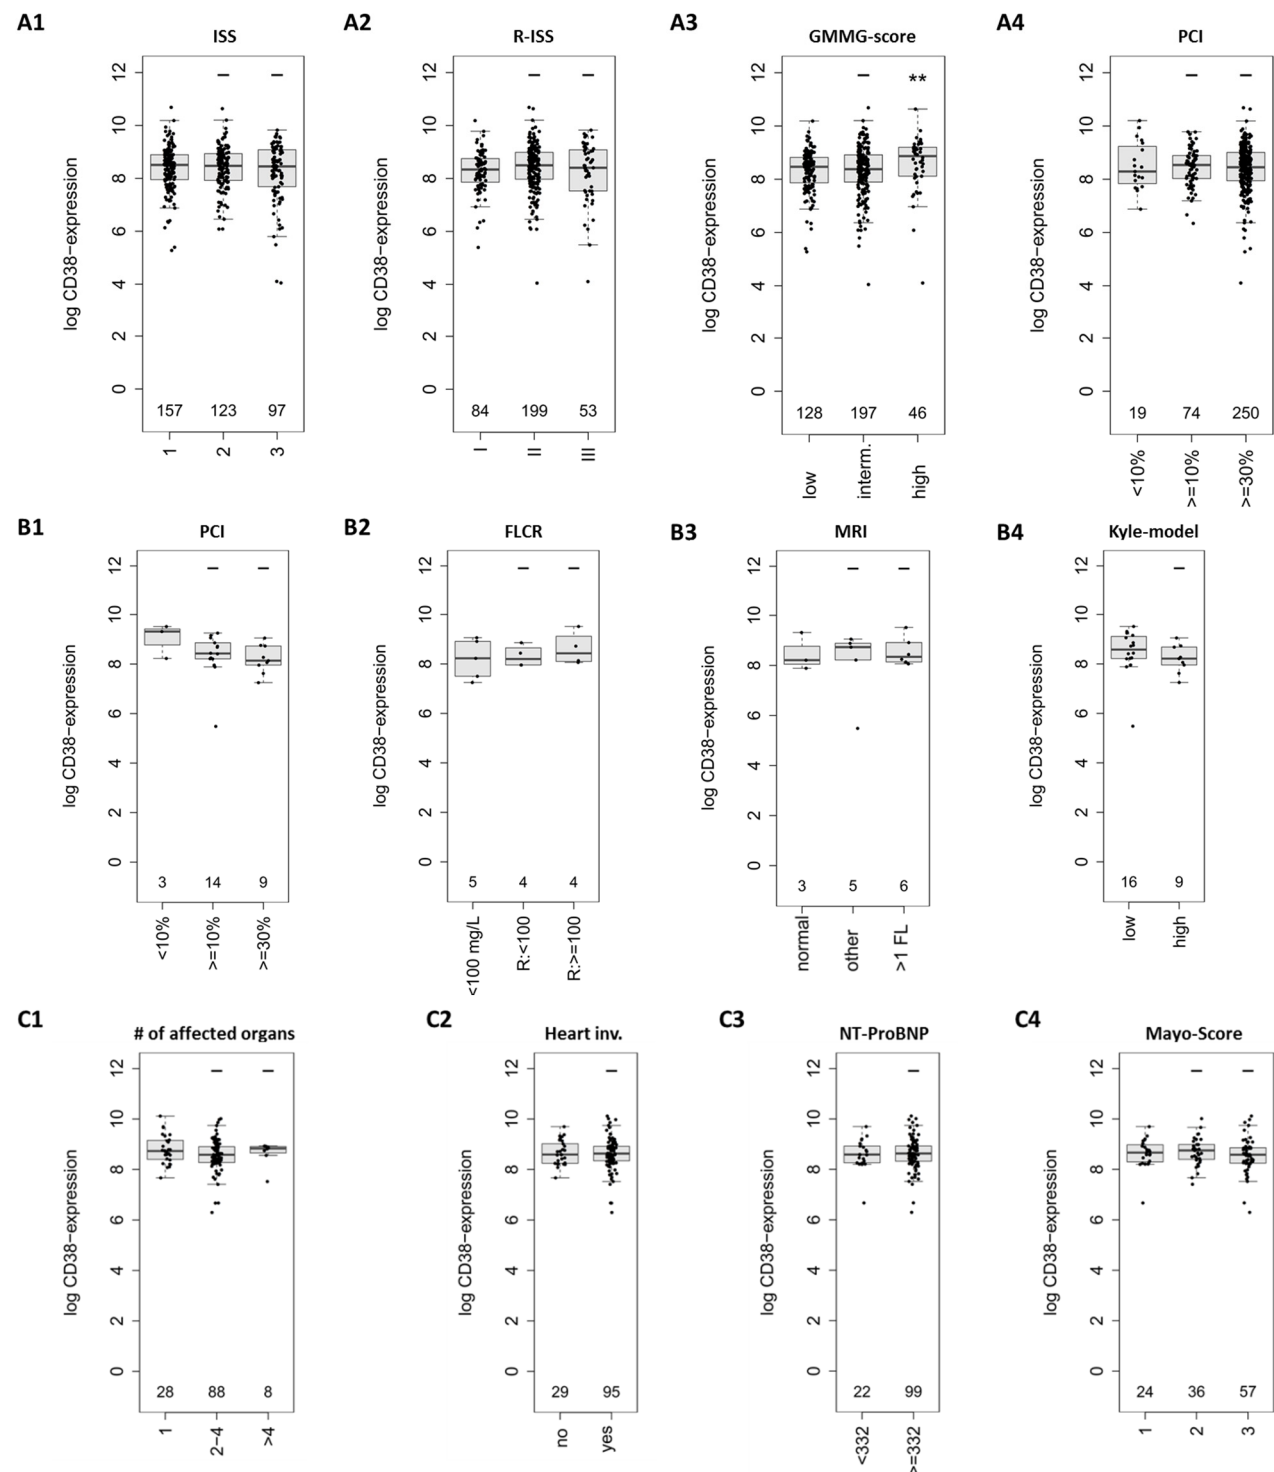 A1
ISS
log CD38−expression
12
10
8
6
4
2
0
157 123 97
1 2 3
A2
R-ISS
log CD38−expression
12
10
8
6
4
2
0
84 199 53
I II III
A3
GMMG-score
log CD38−expression
12
10
8
6
4
2
0
**
128 197 46
low interm. high
A4
PCI
log CD38−expression
12
10
8
6
4
2
0
19 74 250
<10% >=10% >=30%
B1
PCI
log CD38−expression
12
10
8
6
4
2
0
3 14 9
<10% >=10% >=30%
B2
FLCR
log CD38−expression
12
10
8
6
4
2
0
5 4 4
<100 mg/L R:<100 R:>=100
B3
MRI
log CD38−expression
12
10
8
6
4
2
0
3 5 6
normal other >1 FL
B4
Kyle-model
log CD38−expression
12
10
8
6
4
2
0
16 9
low high
C1
# of affected organs
log CD38−expression
12
10
8
6
4
2
0
28 88 8
1 2−4 >4
C2
Heart inv.
log CD38−expression
12
10
8
6
4
2
0
29 95
no yes
C3
NT-ProBNP
log CD38−expression
12
10
8
6
4
2
0
22 99
<332 >=332
C4
Mayo-Score
log CD38−expression
12
10
8
6
4
2
0
24 36 57
1 2 3